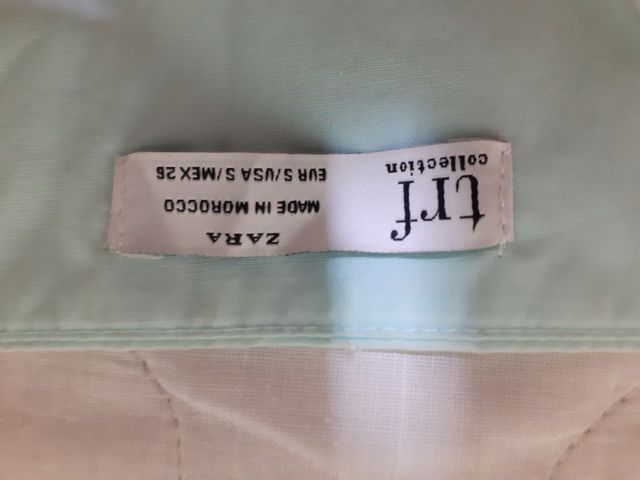 trf
collection
ZARA
MADE IN MOROCCO
EUR S / USA S / MEX 26